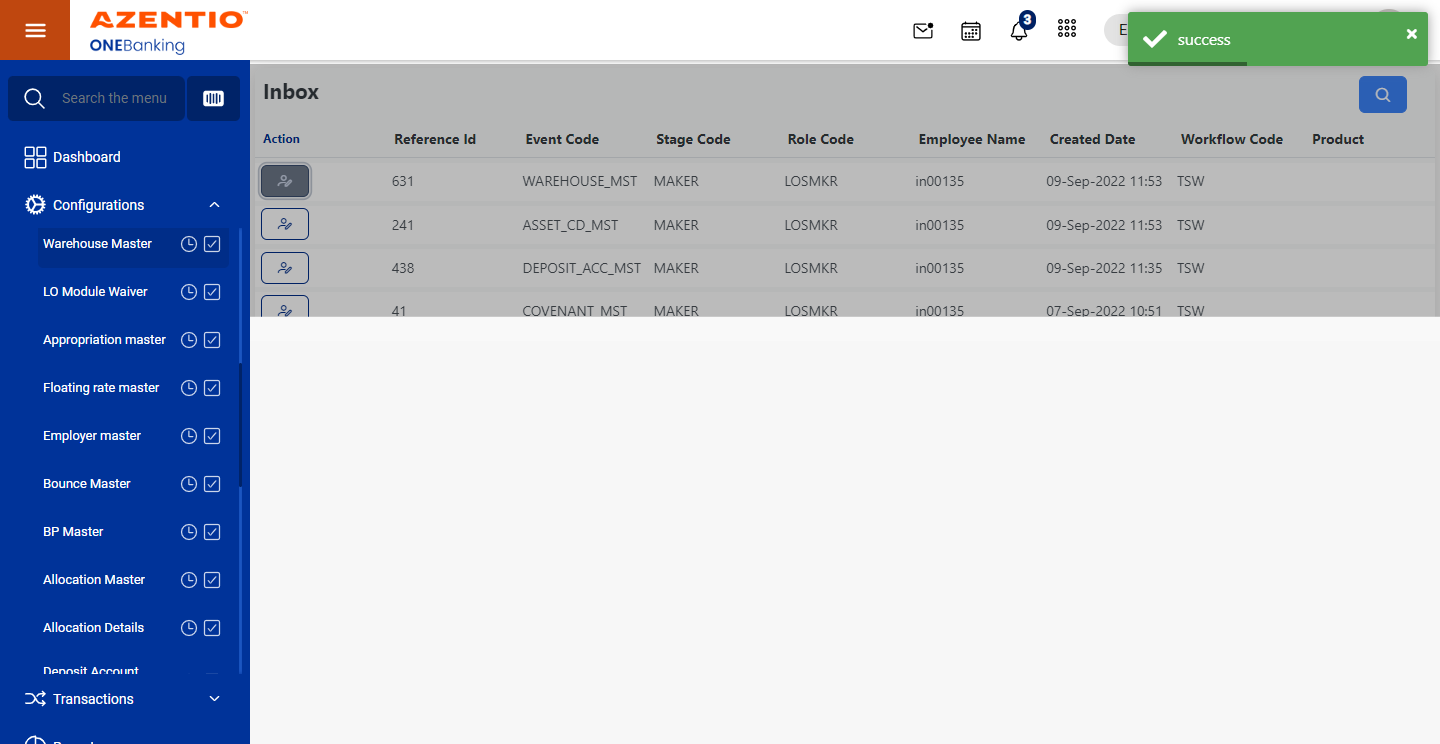 AZENTIO™
ONEBanking
3
E
success
Search the menu
Dashboard
Configurations
Warehouse Master
LO Module Waiver
Appropriation master
Floating rate master
Employer master
Bounce Master
BP Master
Allocation Master
Allocation Details
Deposit Account
Transactions
Inbox
Action Reference Id Event Code Stage Code Role Code Employee Name Created Date Workflow Code Product
631 WAREHOUSE_MST MAKER LOSMKR in00135 09-Sep-2022 11:53 TSW
241 ASSET_CD_MST MAKER LOSMKR in00135 09-Sep-2022 11:53 TSW
438 DEPOSIT_ACC_MST MAKER LOSMKR in00135 09-Sep-2022 11:35 TSW
41 COVENANT_MST MAKER LOSMKR in00135 07-Sep-2022 10:51 TSW